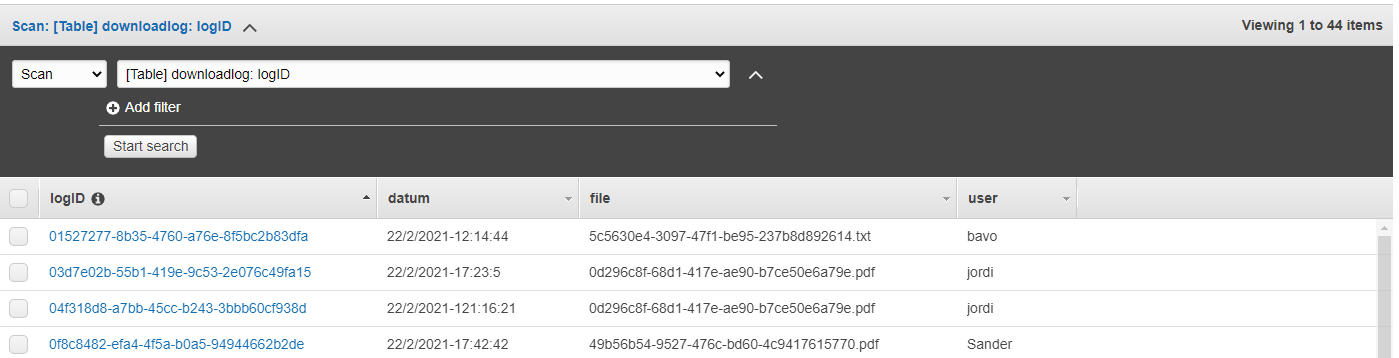 Scan: [Table] downloadlog: logID Viewing 1 to 44 items
Scan [Table] downloadlog: logID
Add filter
Start search
logID datum file user
01527277-8b35-4760-a76e-8f5bc2b83dfa 22/2/2021-12:14:44 5c5630e4-3097-47f1-be95-237b8d892614.txt bavo
03d7e02b-55b1-419e-9c53-2e076c49fa15 22/2/2021-17:23:5 0d296c8f-68d1-417e-ae90-b7ce50e6a79e.pdf jordi
04f318d8-a7bb-45cc-b243-3bbb60cf938d 22/2/2021-121:16:21 0d296c8f-68d1-417e-ae90-b7ce50e6a79e.pdf jordi
0f8c8482-efa4-4f5a-b0a5-94944662b2de 22/2/2021-17:42:42 49b56b54-9527-476c-bd60-4c9417615770.pdf Sander